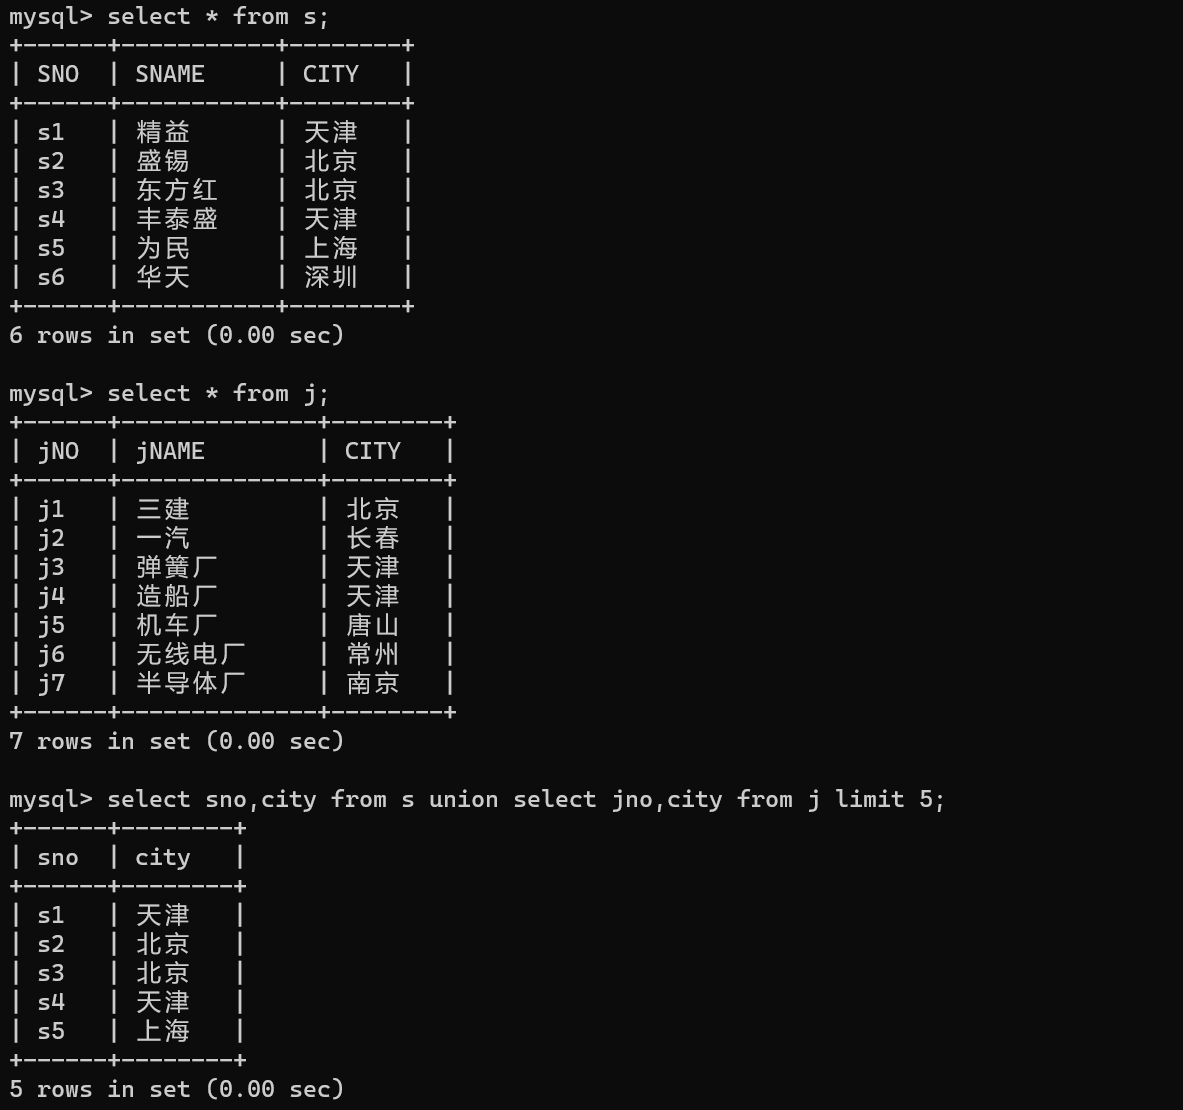 mysql> select * from s;
+------+-----------+--------+
| SNO  | SNAME     | CITY   |
+------+-----------+--------+
| s1   | 精益      | 天津   |
| s2   | 盛锡      | 北京   |
| s3   | 东方红    | 北京   |
| s4   | 丰泰盛    | 天津   |
| s5   | 为民      | 上海   |
| s6   | 华天      | 深圳   |
+------+-----------+--------+
6 rows in set (0.00 sec)

mysql> select * from j;
+------+--------------+--------+
| jNO  | jNAME        | CITY   |
+------+--------------+--------+
| j1   | 三建         | 北京   |
| j2   | 一汽         | 长春   |
| j3   | 弹簧厂       | 天津   |
| j4   | 造船厂       | 天津   |
| j5   | 机车厂       | 唐山   |
| j6   | 无线电厂     | 常州   |
| j7   | 半导体厂     | 南京   |
+------+--------------+--------+
7 rows in set (0.00 sec)

mysql> select sno,city from s union select jno,city from j limit 5;
+------+--------+
| sno  | city   |
+------+--------+
| s1   | 天津   |
| s2   | 北京   |
| s3   | 北京   |
| s4   | 天津   |
| s5   | 上海   |
+------+--------+
5 rows in set (0.00 sec)